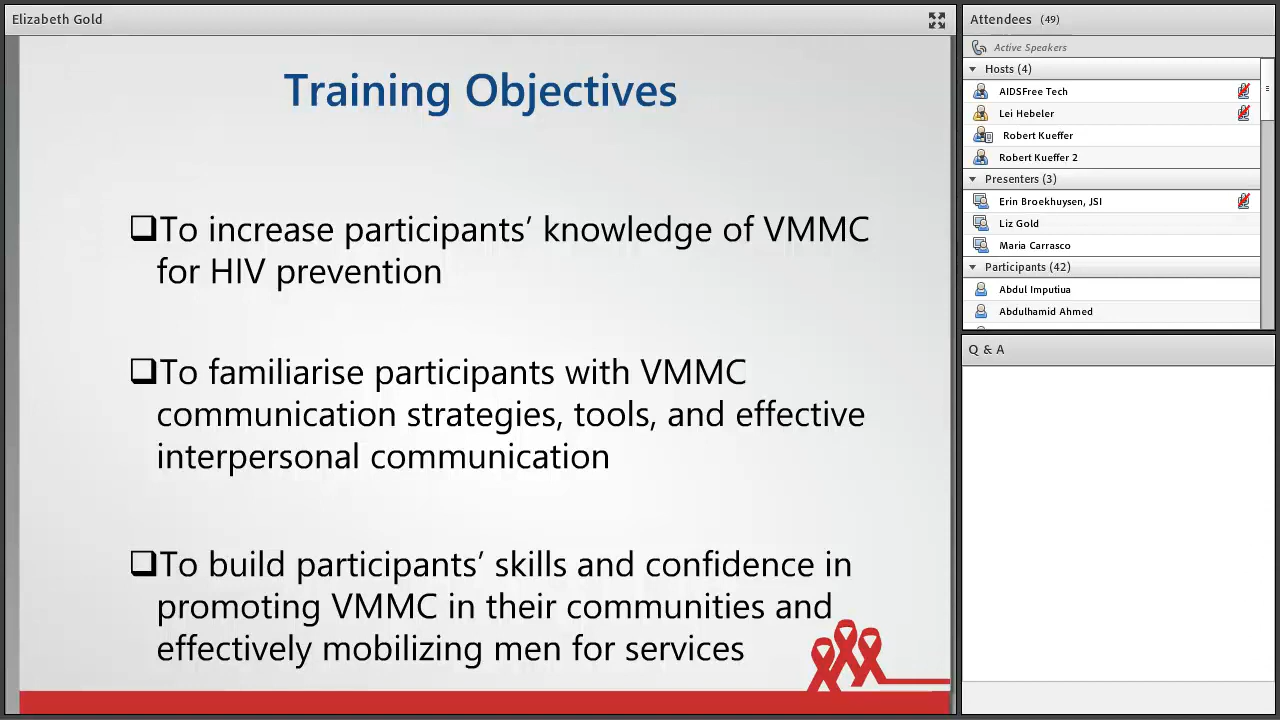 Elizabeth Gold
Training Objectives
❑To increase participants’ knowledge of VMMC
for HIV prevention
❑To familiarise participants with VMMC
communication strategies, tools, and effective
interpersonal communication
❑To build participants’ skills and confidence in
promoting VMMC in their communities and
effectively mobilizing men for services
Attendees (49)
Active Speakers
Hosts (4)
AIDSFree Tech
Lei Hebeler
Robert Kueffer
Robert Kueffer 2
Presenters (3)
Erin Broekhuysen, JSI
Liz Gold
Maria Carrasco
Participants (42)
Abdul Imputiua
Abdulhamid Ahmed
Q & A